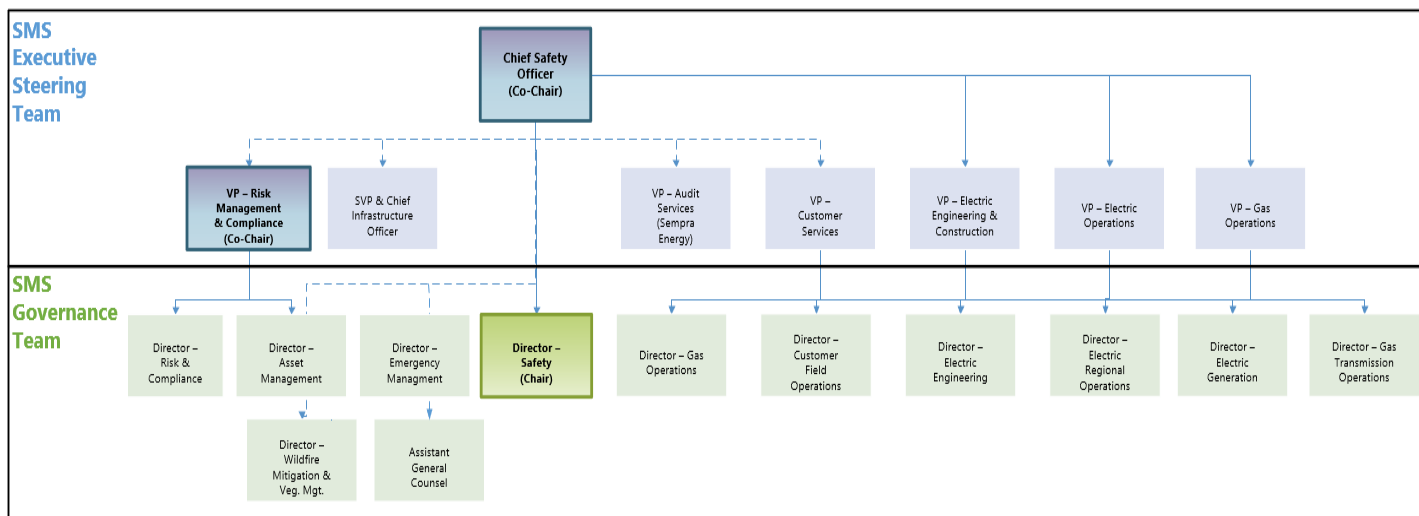 SMS
Executive
Steering
Team
Chief Safety
Officer
(Co-Chair)
VP – Risk
Management
& Compliance
(Co-Chair)
SVP & Chief
Infrastructure
Officer
VP – Audit
Services
(Sempra
Energy)
VP –
Customer
Services
VP – Electric
Engineering &
Construction
VP – Electric
Operations
VP – Gas
Operations
SMS
Governance
Team
Director –
Risk &
Compliance
Director –
Asset
Management
Director –
Emergency
Managment
Director –
Safety
(Chair)
Director – Gas
Operations
Director –
Customer
Field
Operations
Director –
Electric
Engineering
Director –
Electric
Regional
Operations
Director –
Electric
Generation
Director – Gas
Transmission
Operations
Director –
Wildfire
Mitigation &
Veg. Mgt.
Assistant
General
Counsel